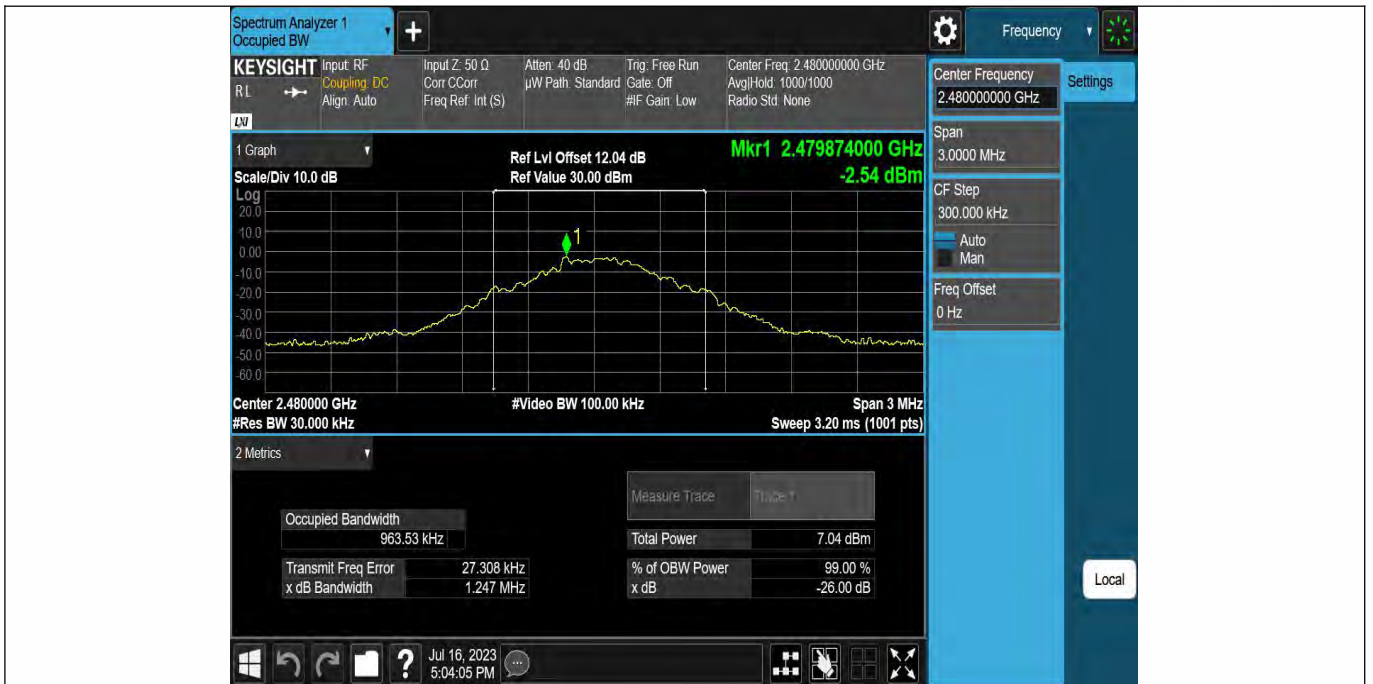 Spectrum Analyzer 1
Occupied BW
+
Frequency
KEYSIGHT
RL
LXI
Input: RF
Coupling: DC
Align: Auto
Input Z: 50 Ω
Corr CCorr
Freq Ref: Int (S)
Atten: 40 dB
µW Path: Standard
Trig: Free Run
Gate: Off
#IF Gain: Low
Center Freq: 2.480000000 GHz
Avg|Hold: 1000/1000
Radio Std: None
Center Frequency
2.480000000 GHz
Settings
Span
3.0000 MHz
CF Step
300.000 kHz
Auto
Man
Freq Offset
0 Hz
1 Graph
Scale/Div 10.0 dB
Ref Lvl Offset 12.04 dB
Ref Value 30.00 dBm
Mkr1 2.479874000 GHz
-2.54 dBm
Log
20.0
10.0
0.00
-10.0
-20.0
-30.0
-40.0
-50.0
-60.0
1
Center 2.480000 GHz
#Video BW 100.00 kHz
Span 3 MHz
#Res BW 30.000 kHz
Sweep 3.20 ms (1001 pts)
2 Metrics
Measure Trace
Trace 1
Occupied Bandwidth
963.53 kHz
Total Power 7.04 dBm
Transmit Freq Error 27.308 kHz
% of OBW Power 99.00 %
x dB Bandwidth 1.247 MHz
x dB -26.00 dB
Local
?
Jul 16, 2023
5:04:05 PM